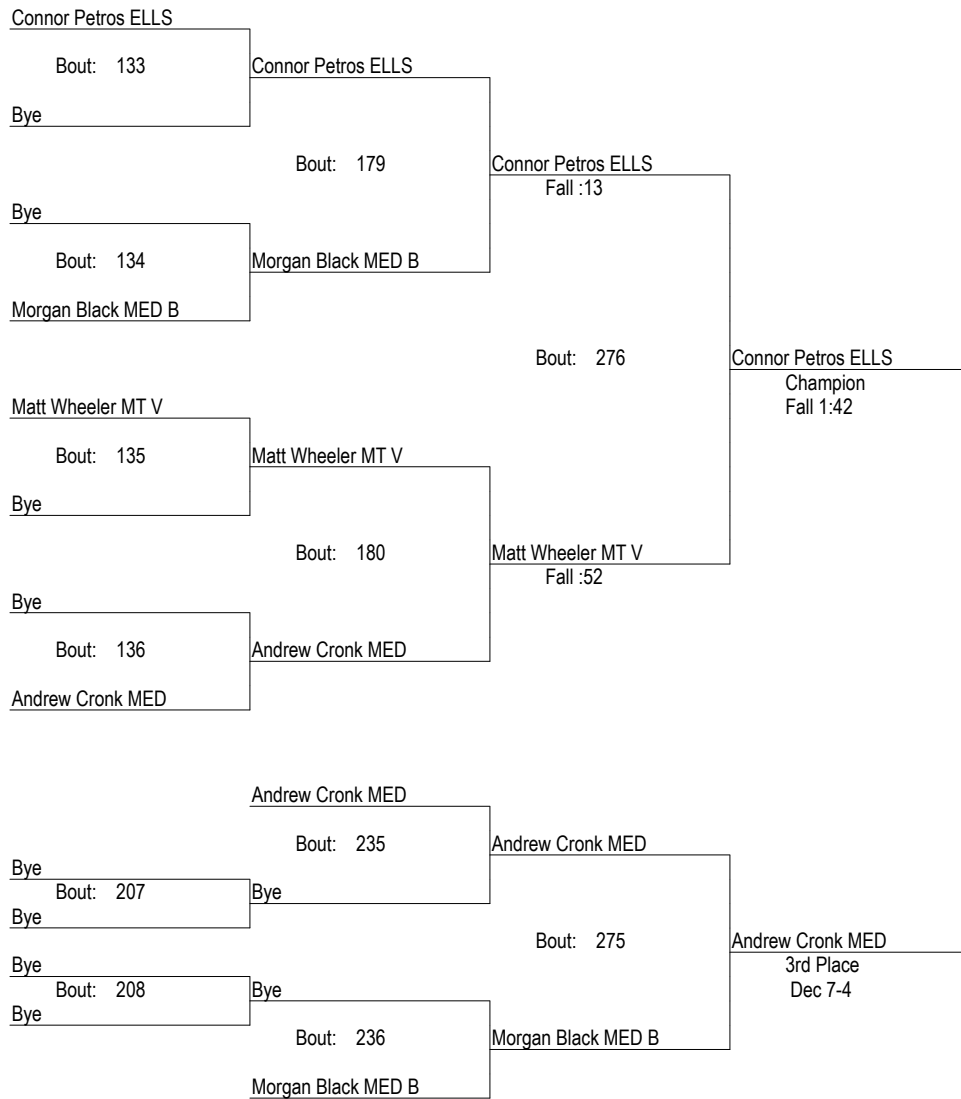 Connor Petros ELLS
Bout: 133
Connor Petros ELLS
Bye
Bout: 179
Connor Petros ELLS
Fall :13
Bye
Bout: 134
Morgan Black MED B
Morgan Black MED B
Bout: 276
Connor Petros ELLS
Champion
Fall 1:42
Matt Wheeler MT V
Bout: 135
Matt Wheeler MT V
Bye
Bout: 180
Matt Wheeler MT V
Fall :52
Bye
Bout: 136
Andrew Cronk MED
Andrew Cronk MED
Andrew Cronk MED
Bout: 235
Andrew Cronk MED
Bye
Bout: 207
Bye
Bye
Bout: 275
Andrew Cronk MED
3rd Place
Dec 7-4
Bye
Bout: 208
Bye
Bye
Bout: 236
Morgan Black MED B
Morgan Black MED B